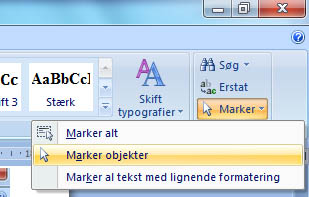 Cc AaBbCcI
ft 3 Stærk
Skift
typografier
Søg
Erstat
Marker
Marker alt
Marker objekter
Marker al tekst med lignende formatering